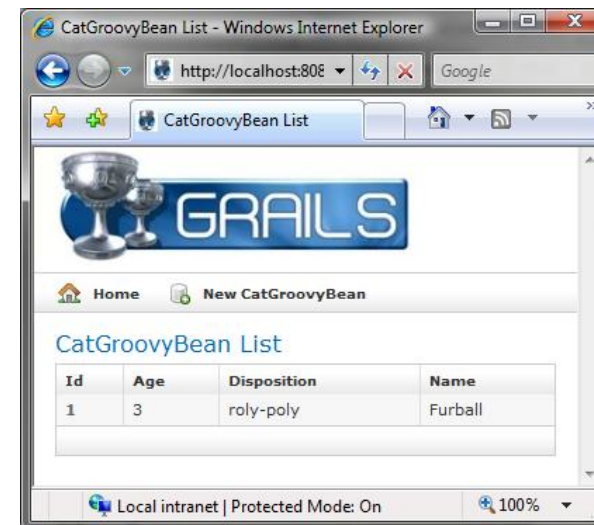 CatGroovyBean List - Windows Internet Explorer
http://localhost:808
Google
CatGroovyBean List
GRAILS
Home New CatGroovyBean
CatGroovyBean List
Id Age Disposition Name
1 3 roly-poly Furball
Local intranet | Protected Mode: On 100%